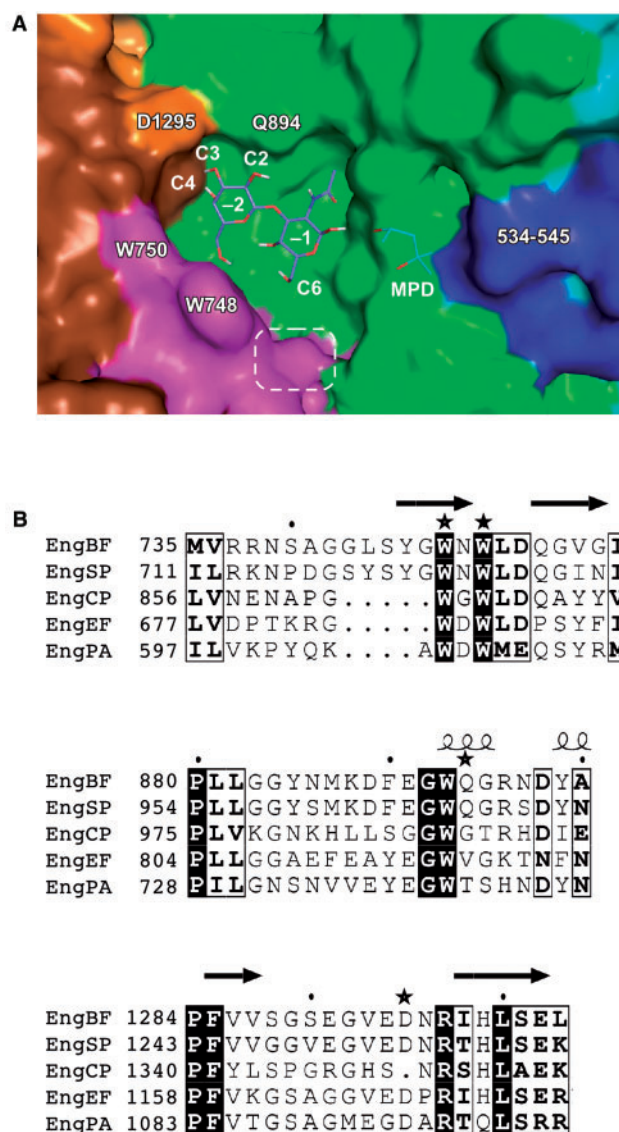 A
D1295
Q894
C3
C2
C4
–2
–1
W750
534-545
W748
C6
MPD
B
EngBF 735 MVRRNSAGGLSYGWNWLDQGVGI
EngSP 711 ILRKNPDGSYSYGWNWLDQGINI
EngCP 856 LVNENAPG.....WGWLDQAYYV
EngEF 677 LVDPTKRG.....WDWLDPSYFI
EngPA 597 ILVKPYQK....AWDWMEQSYRM
EngBF 880 PLLGGYNMKDFEGWQGRNDYA
EngSP 954 PLLGGYSMKDFEGWQGRSDYN
EngCP 975 PLVKGNKHLLSGGWGTRHDIE
EngEF 804 PLLGGAEFEAYEGWVGKTNFN
EngPA 728 PILGNSNVVEYEGWTSHNDYN
EngBF 1284 PFVVSGSEGVEDNRIHLSEL
EngSP 1243 PFVVGGVEGVEDNRTHLSEK
EngCP 1340 PFYLSPGRGHS.NRSHLAEK
EngEF 1158 PFVKGSAGGVEDPRIHLSER
EngPA 1083 PFVTGSAGMEGDARTQLSRR